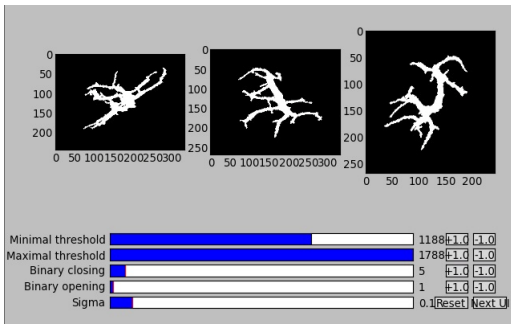 0
50
100
150
200
0 50 100150200250300
0
50
100
150
200
250
0 50 100150200250300
0
50
100
150
200
250
0 50 100 150 200
Minimal threshold 1188 +1.0 -1.0
Maximal threshold 1788 +1.0 -1.0
Binary closing 5 +1.0 -1.0
Binary opening 1 +1.0 -1.0
Sigma 0.1 Reset Next UI